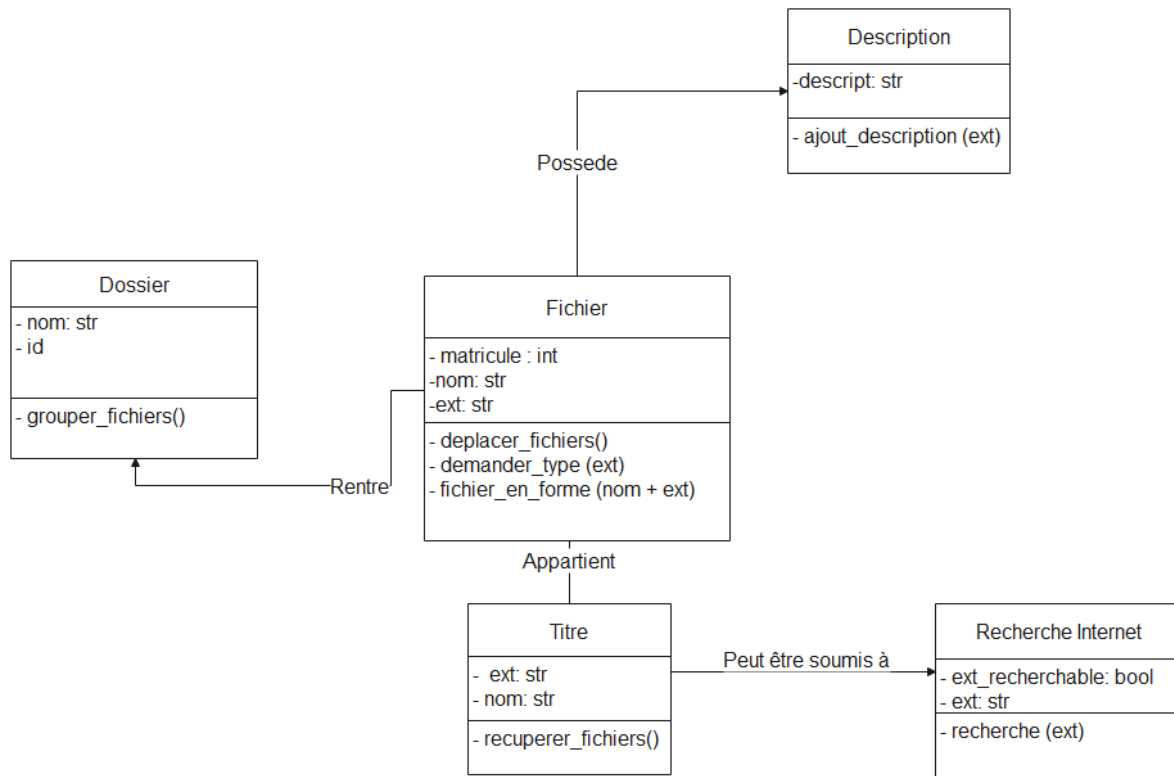 Description
-descript: str
- ajout_description (ext)
Possede
Dossier
- nom: str
- id
- grouper_fichiers()
Fichier
- matricule : int
-nom: str
-ext: str
- deplacer_fichiers()
- demander_type (ext)
- fichier_en_forme (nom + ext)
Rentre
Appartient
Titre
- ext: str
- nom: str
- recuperer_fichiers()
Peut être soumis à
Recherche Internet
- ext_recherchable: bool
- ext: str
- recherche (ext)